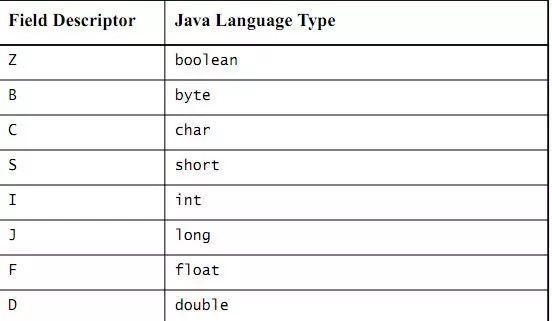 Field Descriptor Java Language Type
Z boolean
B byte
C char
S short
I int
J long
F float
D double